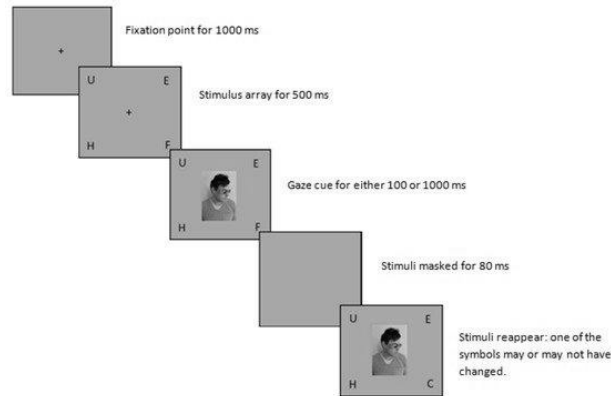 Fixation point for 1000 ms
+
U E
Stimulus array for 500 ms
+
H F
U E
Gaze cue for either 100 or 1000 ms
H F
Stimuli masked for 80 ms
U E
Stimuli reappear: one of the
symbols may or may not have
changed.
H C